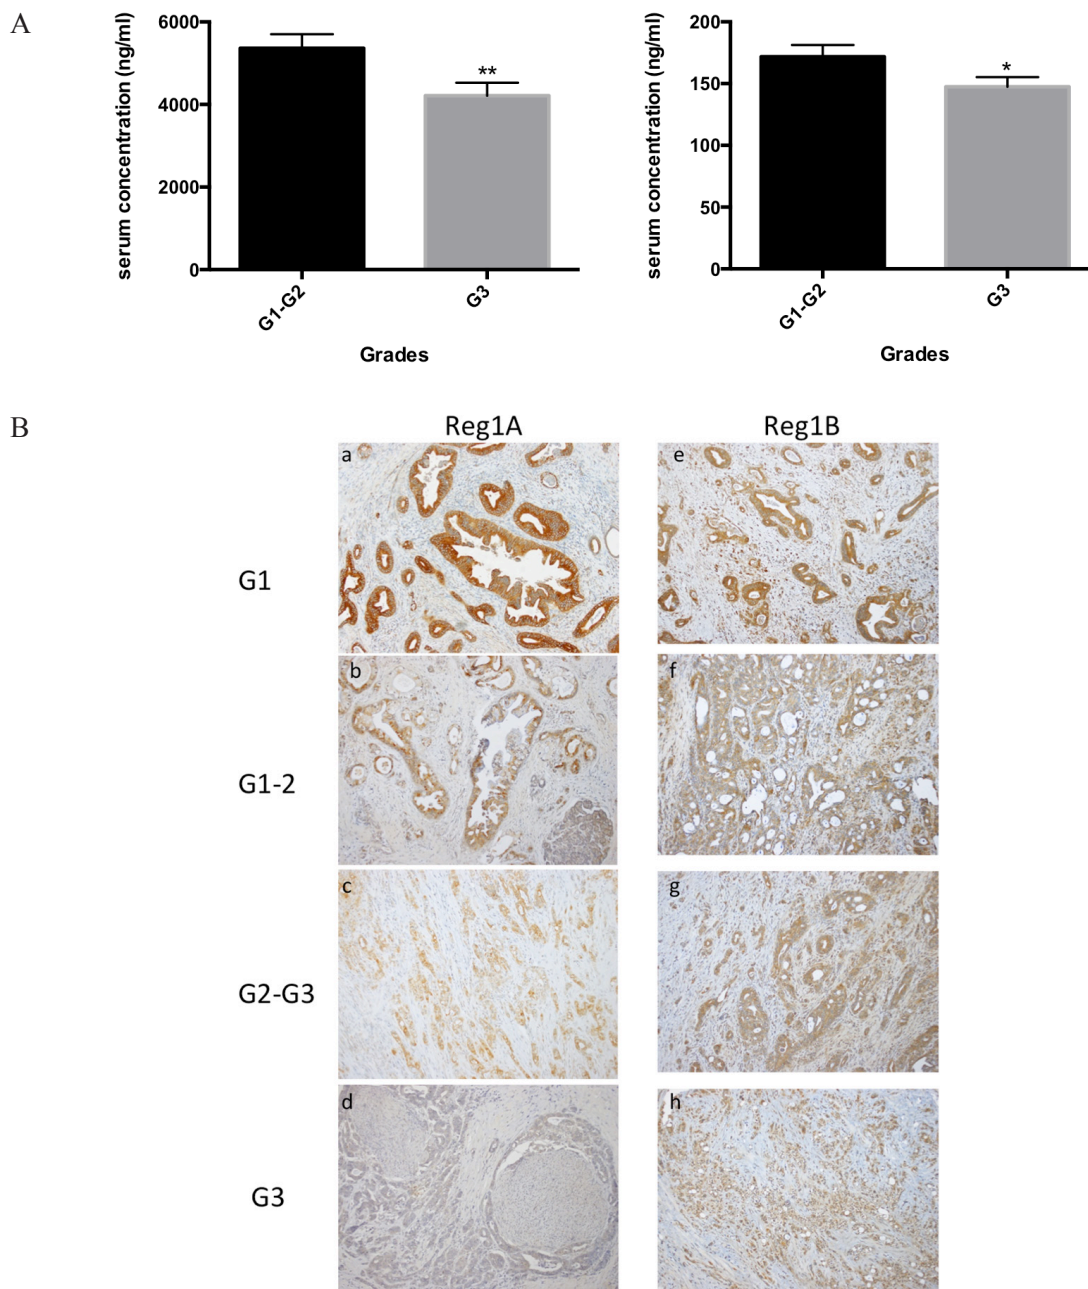 A
serum concentration (ng/ml)
6000
4000
2000
0
**
G1-G2
G3
Grades
serum concentration (ng/ml)
200
150
100
50
0
*
G1-G2
G3
Grades
B
Reg1A
Reg1B
G1
a
e
G1-2
b
f
G2-G3
c
g
G3
d
h